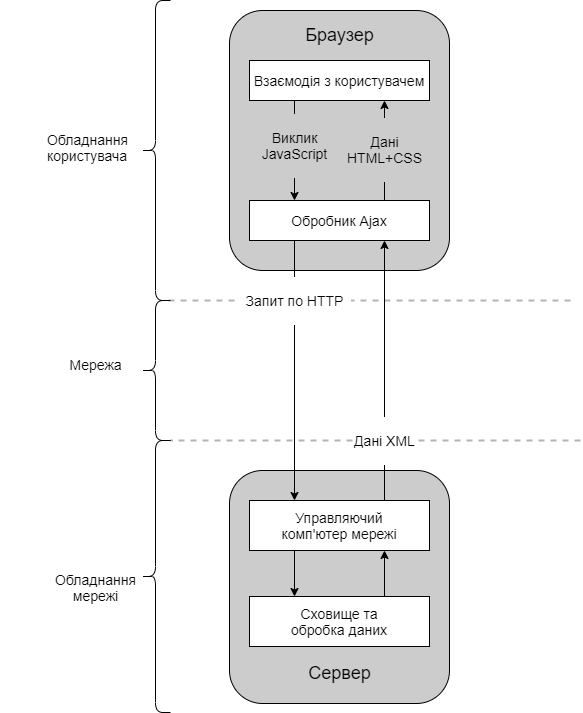 Браузер
Взаємодія з користувачем
Виклик
JavaScript
Дані
HTML+CSS
Обладнання
користувача
Обробник Ajax
Запит по HTTP
Мережа
Дані XML
Управляючий
комп'ютер мережі
Обладнання
мережі
Сховище та
обробка даних
Сервер